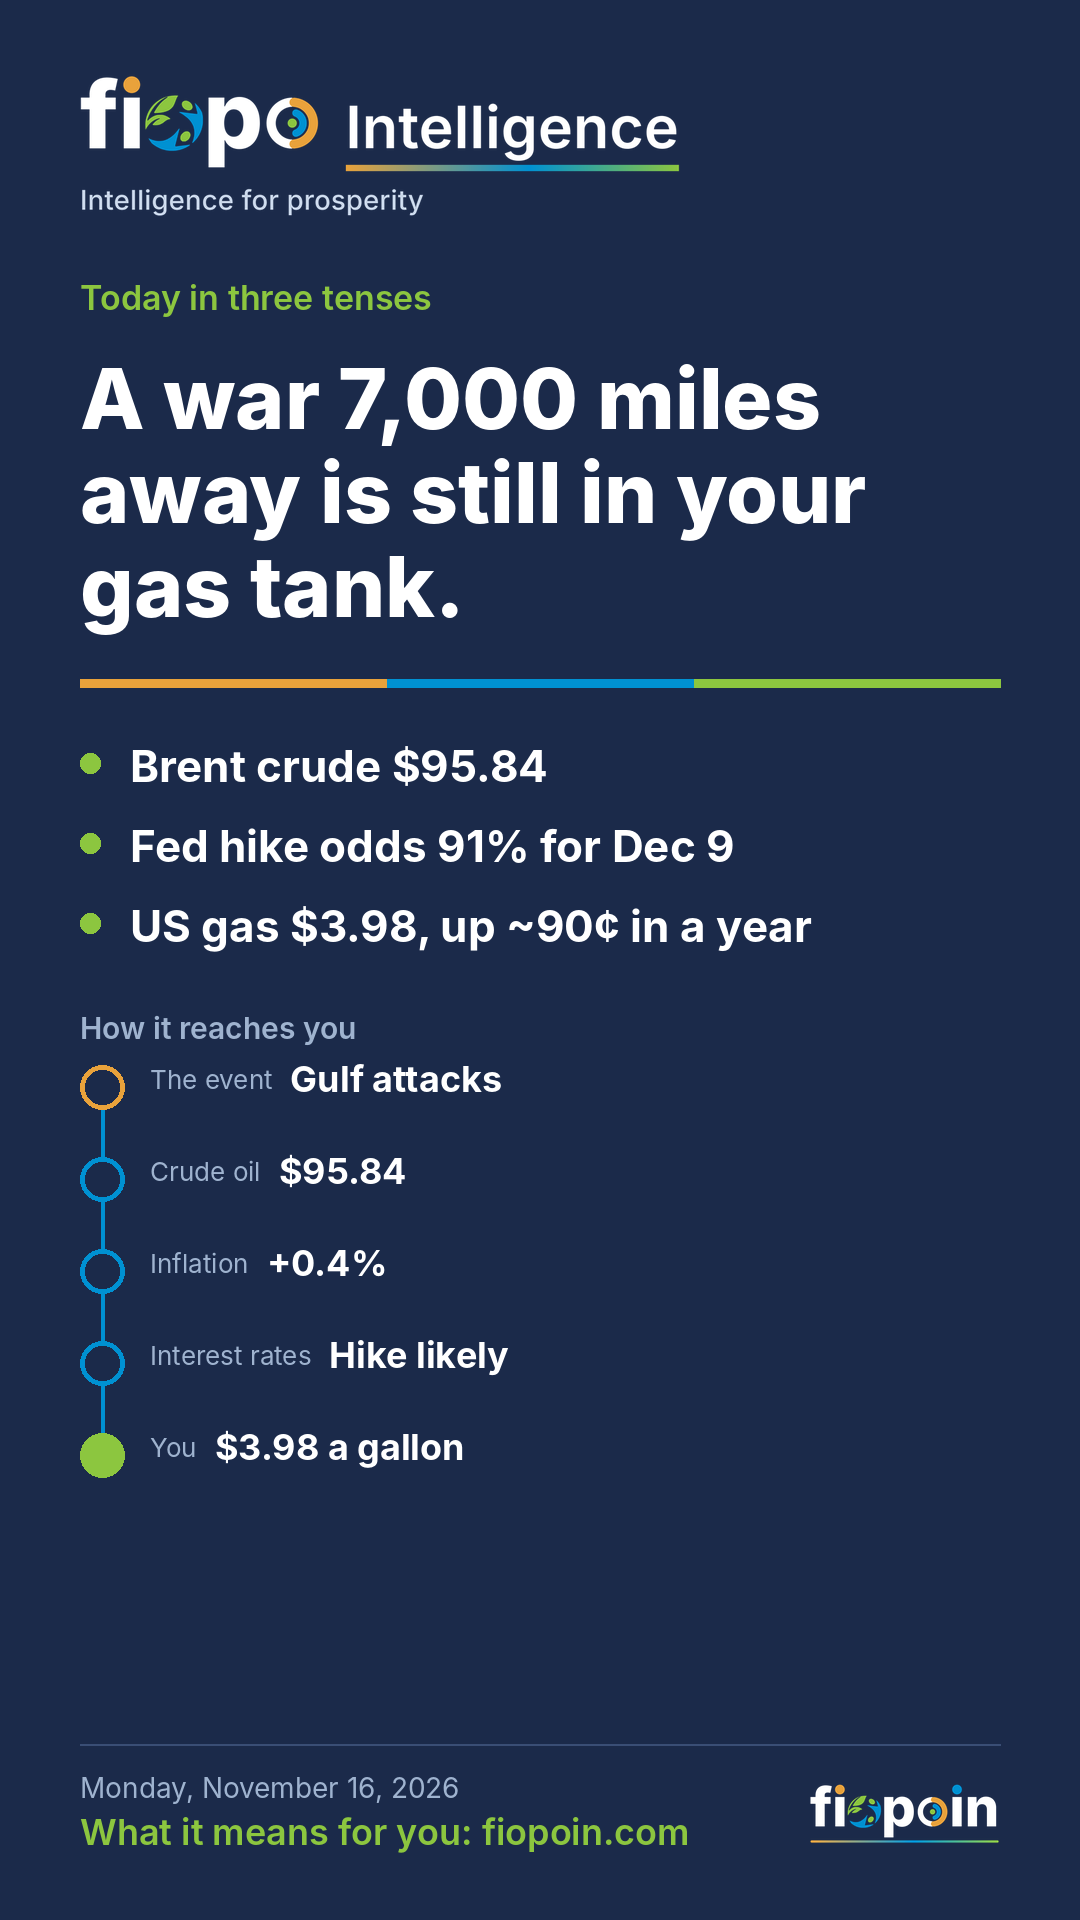 fiopo Intelligence
Intelligence for prosperity
Today in three tenses
A war 7,000 miles
away is still in your
gas tank.
Brent crude $95.84
Fed hike odds 91% for Dec 9
US gas $3.98, up ~90¢ in a year
How it reaches you
The event Gulf attacks
Crude oil $95.84
Inflation +0.4%
Interest rates Hike likely
You $3.98 a gallon
Monday, November 16, 2026
What it means for you: fiopoin.com
fiopoin